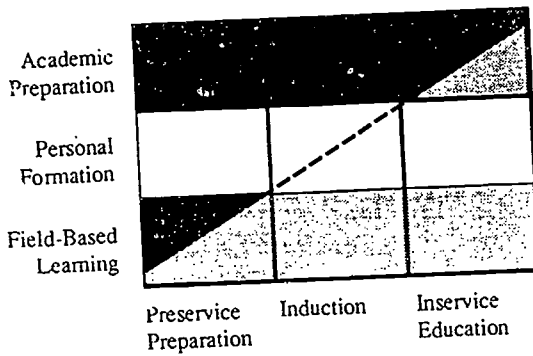 Academic
Preparation
Personal
Formation
Field-Based
Learning
Preservice
Preparation
Induction
Inservice
Education